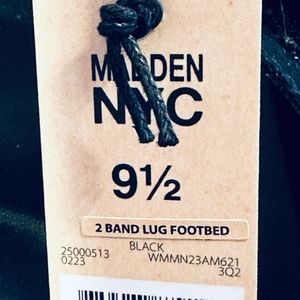 MADDEN
NYC
9½
2 BAND LUG FOOTBED
BLACK
25000513 WMMN23AM621
0223 3Q2